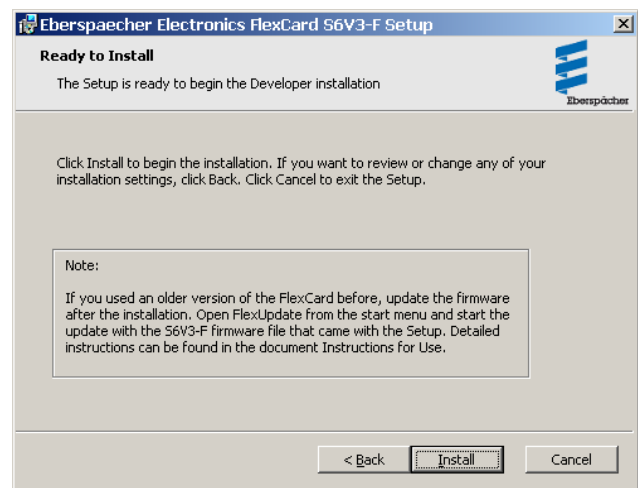 Eberspaecher Electronics FlexCard S6V3-F Setup
Ready to Install
The Setup is ready to begin the Developer installation
Eberspächer
Click Install to begin the installation. If you want to review or change any of your
installation settings, click Back. Click Cancel to exit the Setup.
Note:
If you used an older version of the FlexCard before, update the firmware
after the installation. Open FlexUpdate from the start menu and start the
update with the S6V3-F firmware file that came with the Setup. Detailed
instructions can be found in the document Instructions for Use.
< Back
Install
Cancel